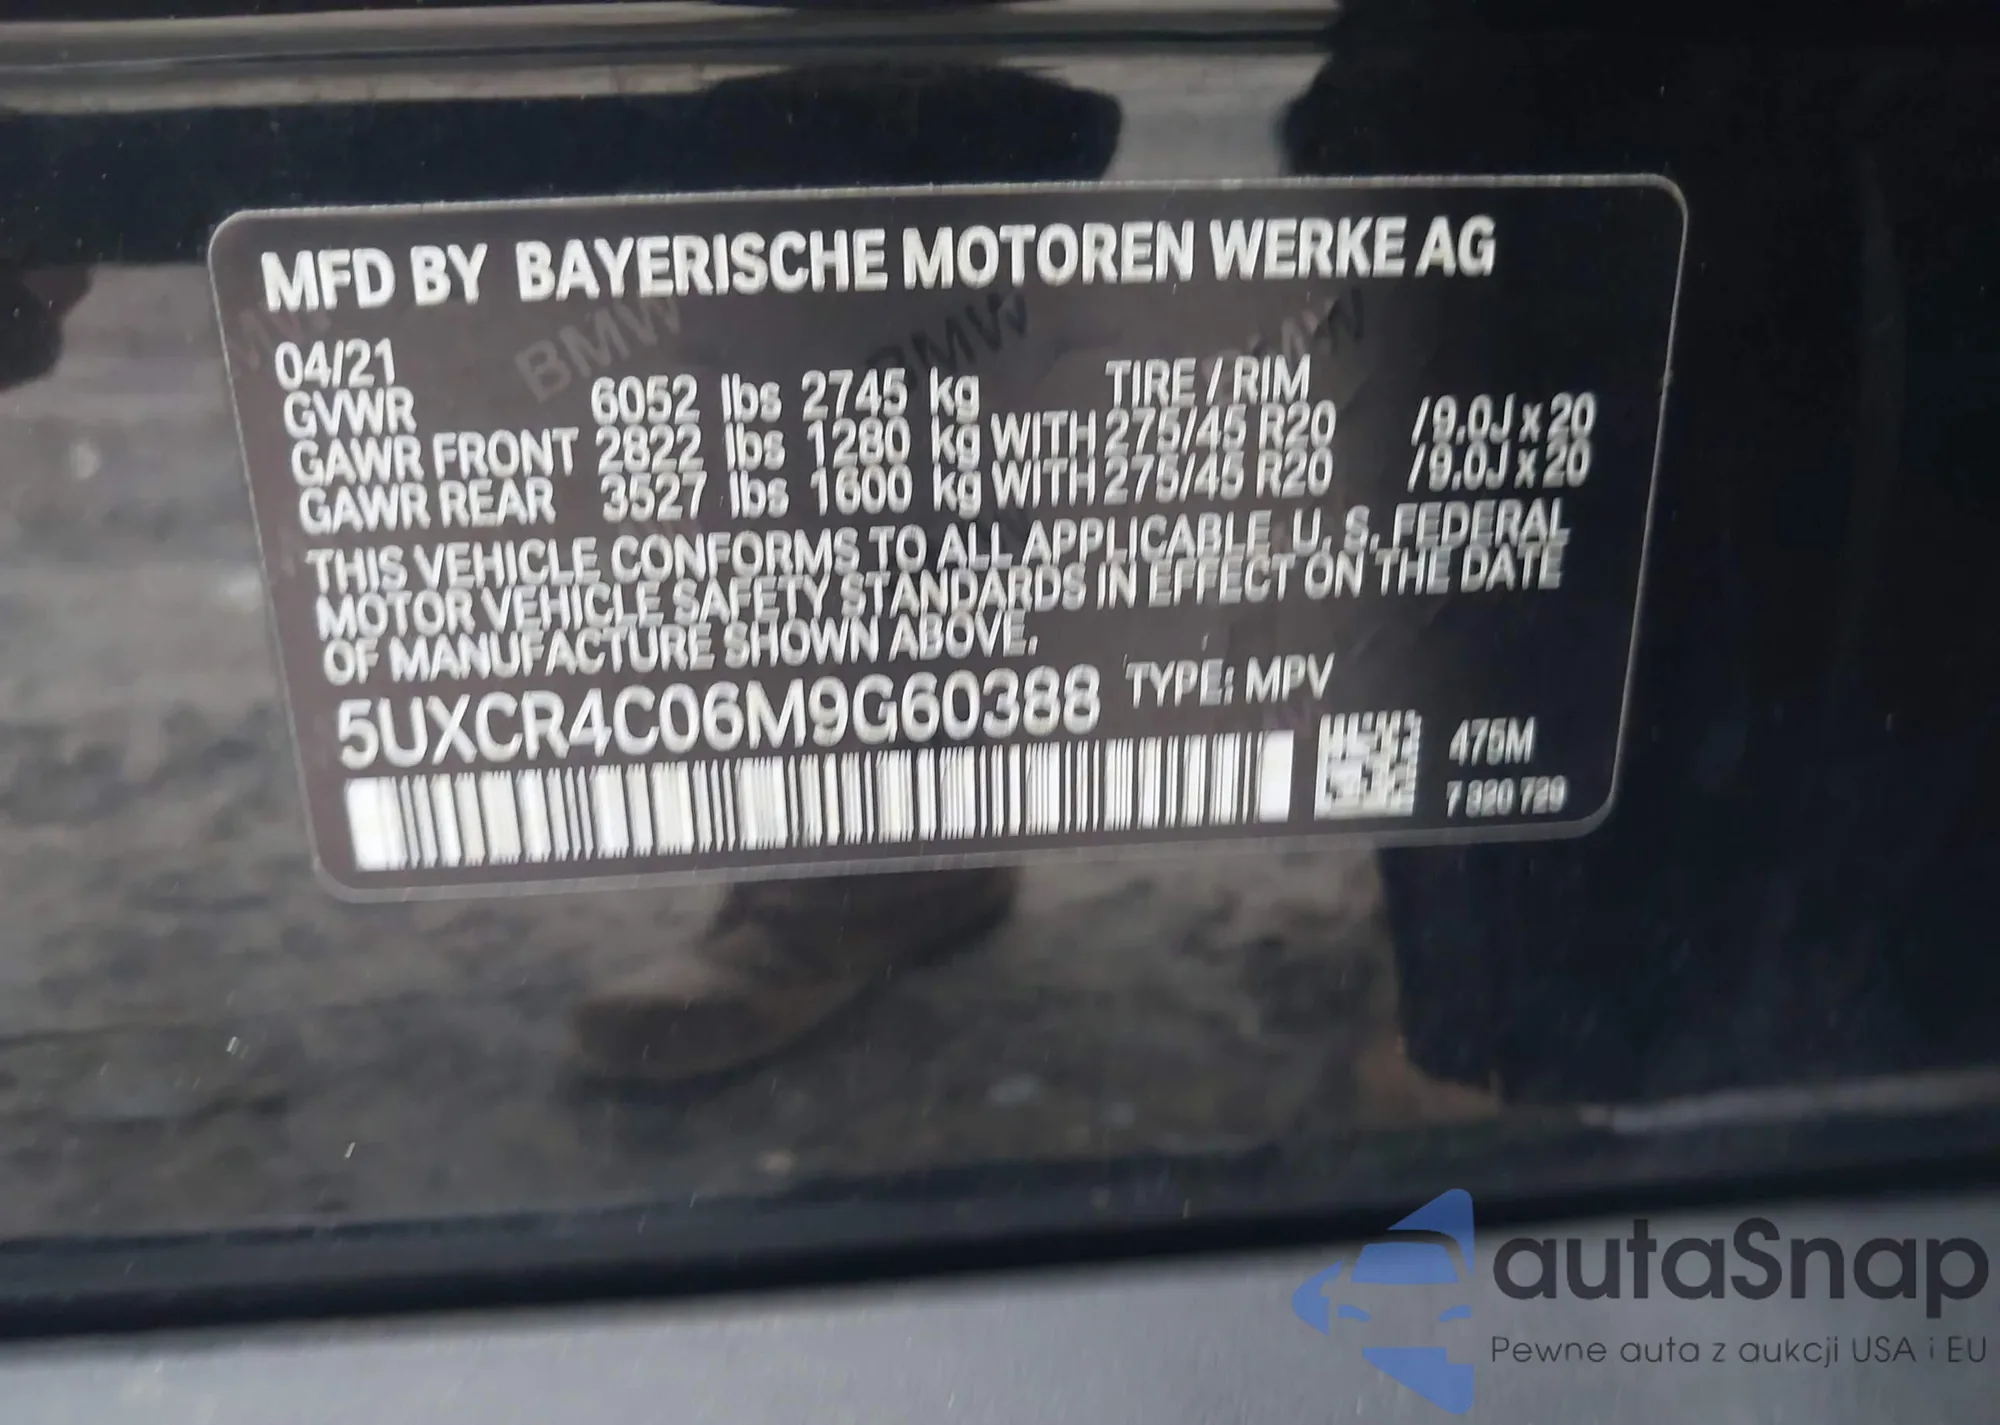 MFD BY BAYERISCHE MOTOREN WERKE AG
04/21 TIRE / RIM
GVWR 6052 lbs 2745 kg
GAWR FRONT 2822 lbs 1280 kg WITH 275/45 R20 /9.0J x 20
GAWR REAR 3527 lbs 1600 kg WITH 275/45 R20 /9.0J x 20
THIS VEHICLE CONFORMS TO ALL APPLICABLE U. S. FEDERAL
MOTOR VEHICLE SAFETY STANDARDS IN EFFECT ON THE DATE
OF MANUFACTURE SHOWN ABOVE.
5UXCR4C06M9G60388 TYPE: MPV
475M
7 320 729
BMW BMW BMW
autaSnap
Pewne auta z aukcji USA i EU